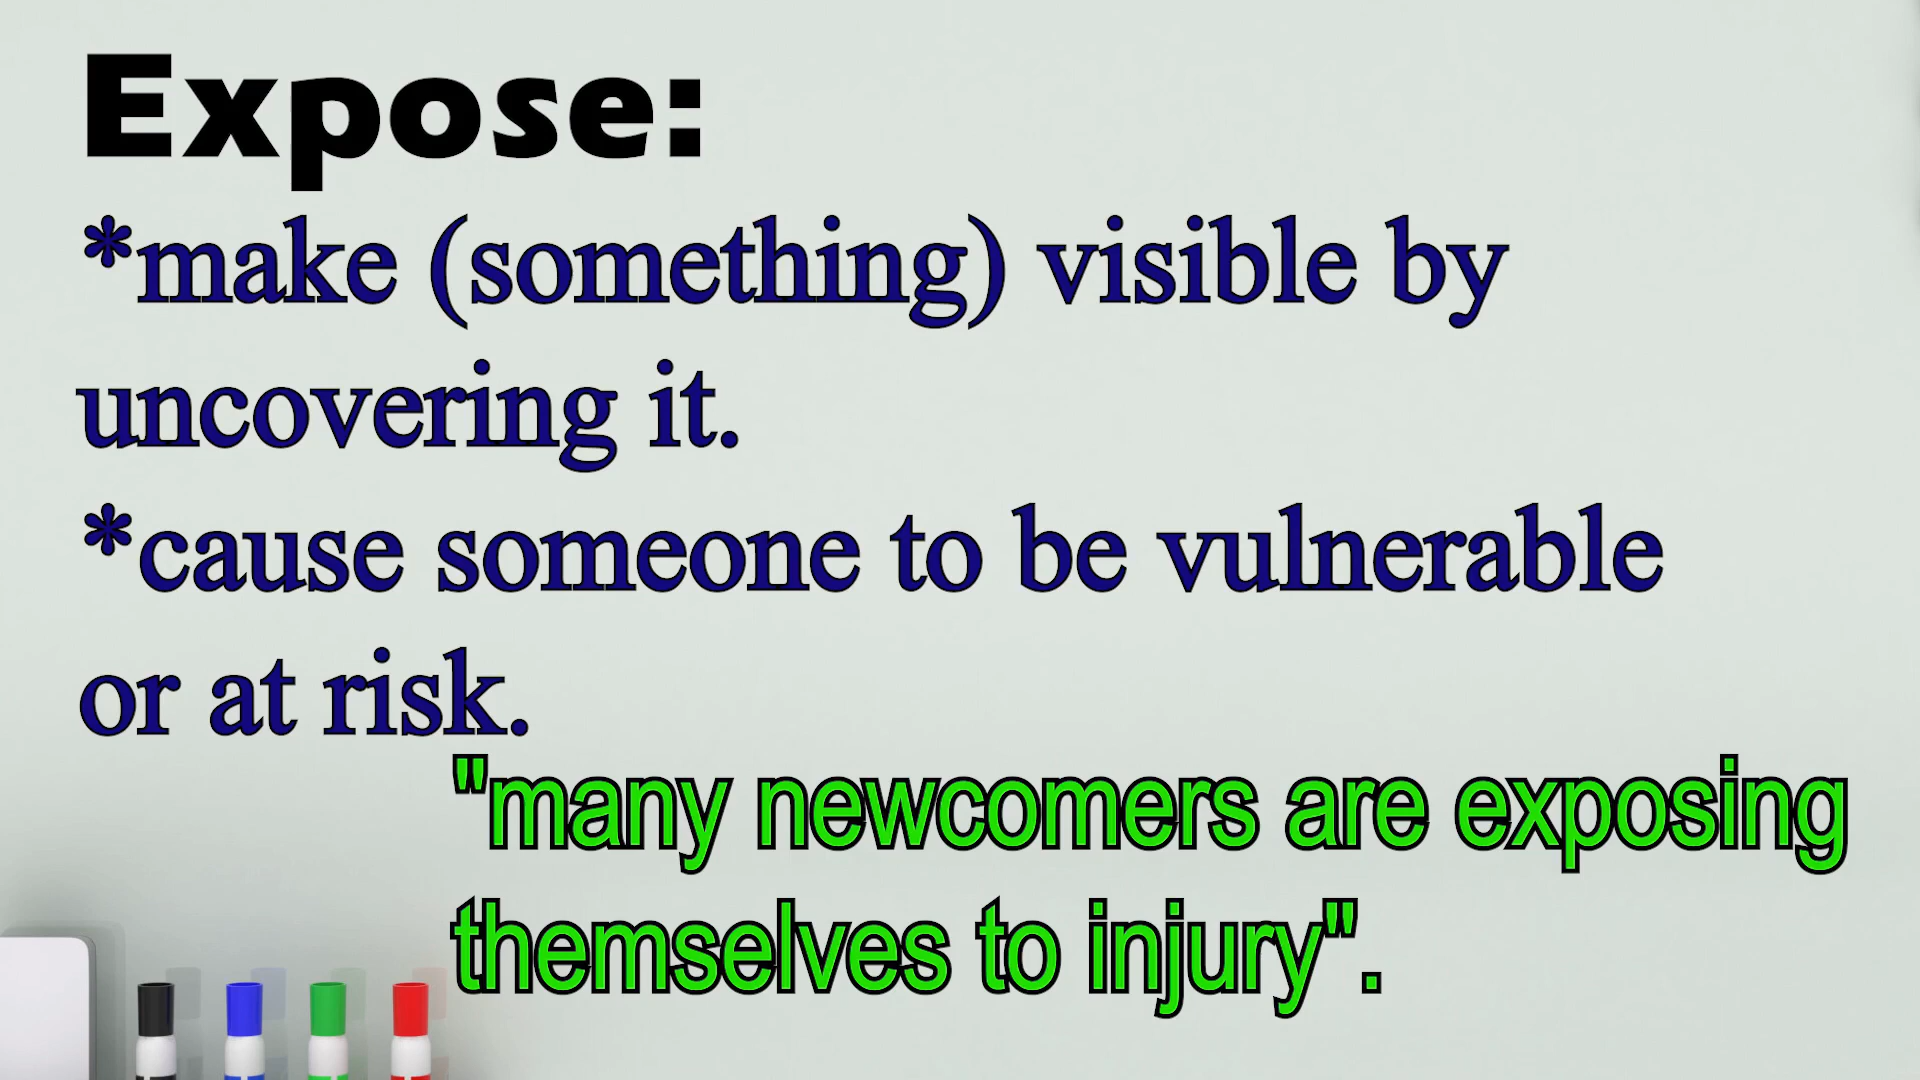 Expose:
*make (something) visible by
uncovering it.
*cause someone to be vulnerable
or at risk.
"many newcomers are exposing
themselves to injury".